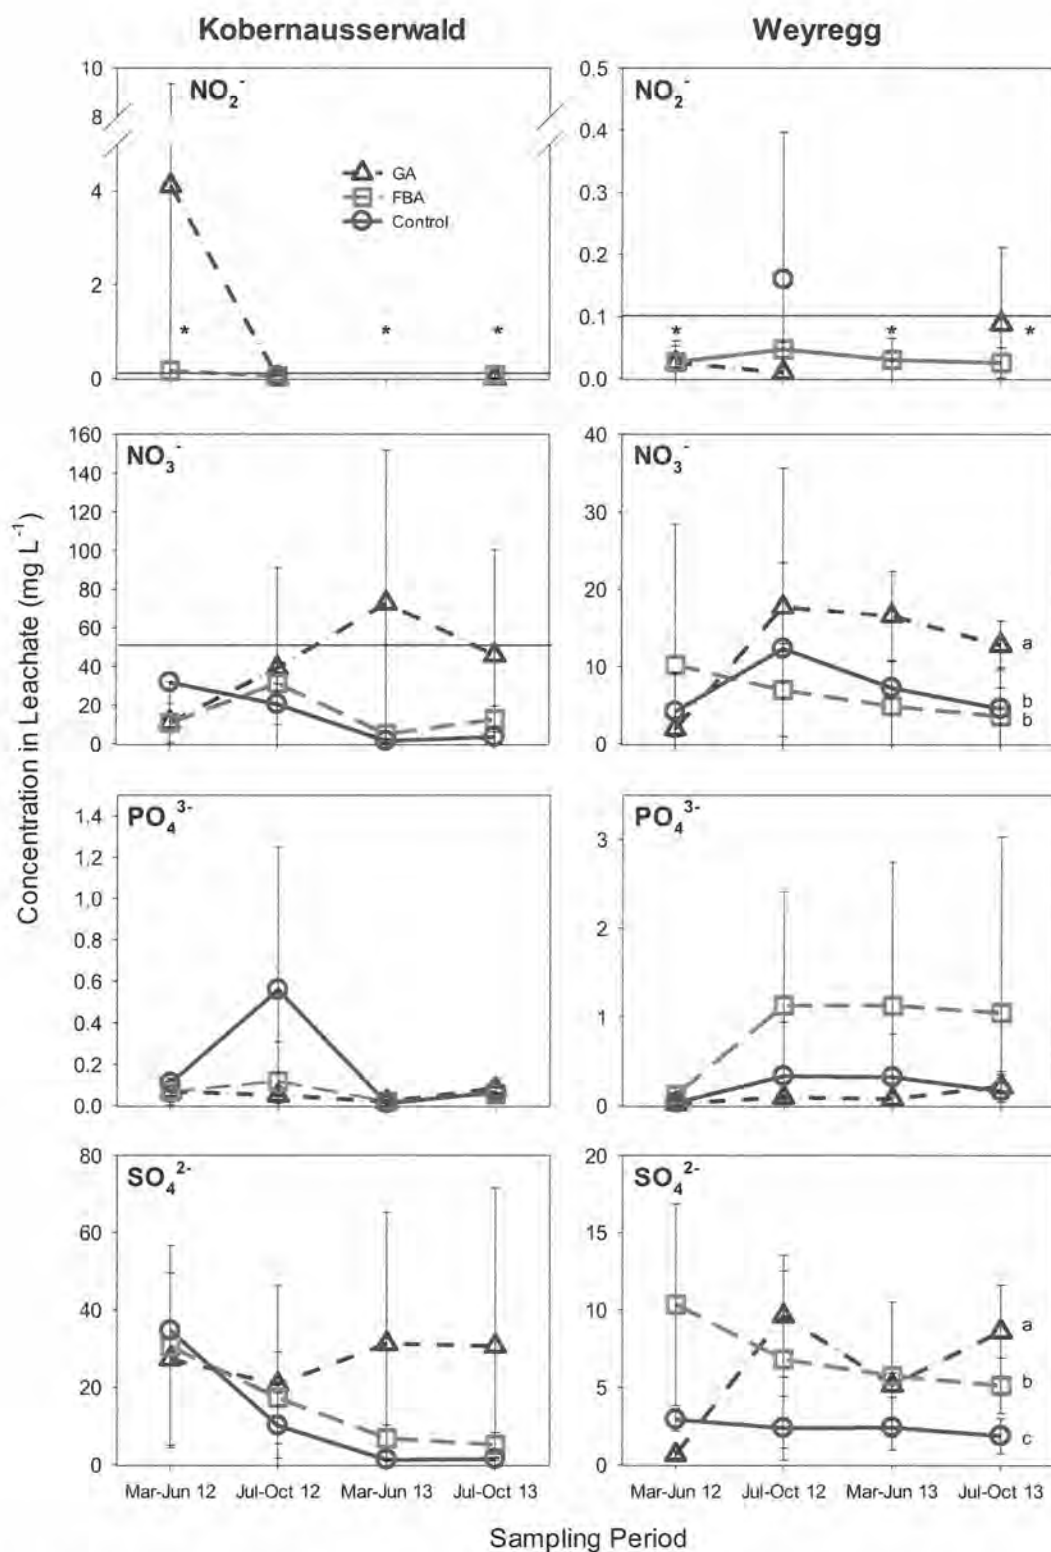 Kobernausserwald
Weyregg
Concentration in Leachate (mg L⁻¹)
NO₂⁻
10
8
4
2
0
GA
FBA
Control
*
*
*
NO₂⁻
0.5
0.4
0.3
0.2
0.1
0.0
*
*
*
NO₃⁻
160
140
120
100
80
60
40
20
0
NO₃⁻
40
30
20
10
0
a
b
b
PO₄³⁻
1.4
1.2
1.0
0.8
0.6
0.4
0.2
0.0
PO₄³⁻
3
2
1
0
SO₄²⁻
80
60
40
20
0
Mar-Jun 12 Jul-Oct 12 Mar-Jun 13 Jul-Oct 13
SO₄²⁻
20
15
10
5
0
a
b
c
Mar-Jun 12 Jul-Oct 12 Mar-Jun 13 Jul-Oct 13
Sampling Period